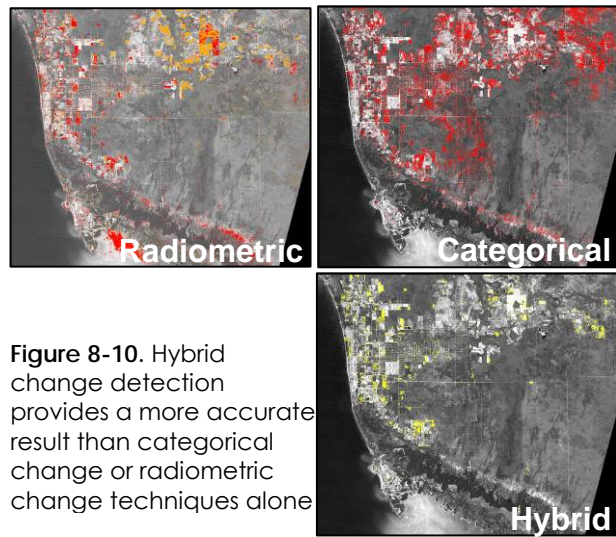 Radiometric
Categorical
Figure 8-10. Hybrid
change detection
provides a more accurate
result than categorical
change or radiometric
change techniques alone
Hybrid